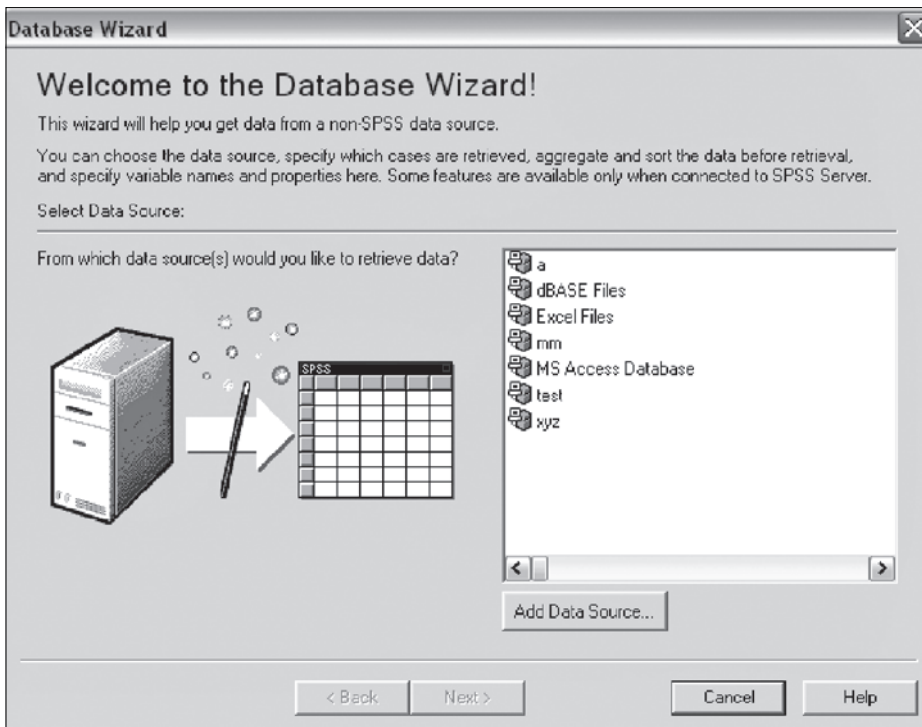 Database Wizard
Welcome to the Database Wizard!
This wizard will help you get data from a non-SPSS data source.
You can choose the data source, specify which cases are retrieved, aggregate and sort the data before retrieval,
and specify variable names and properties here. Some features are available only when connected to SPSS Server.
Select Data Source:
From which data source(s) would you like to retrieve data?
SPSS
a
dBASE Files
Excel Files
mm
MS Access Database
test
xyz
Add Data Source...
< Back
Next >
Cancel
Help